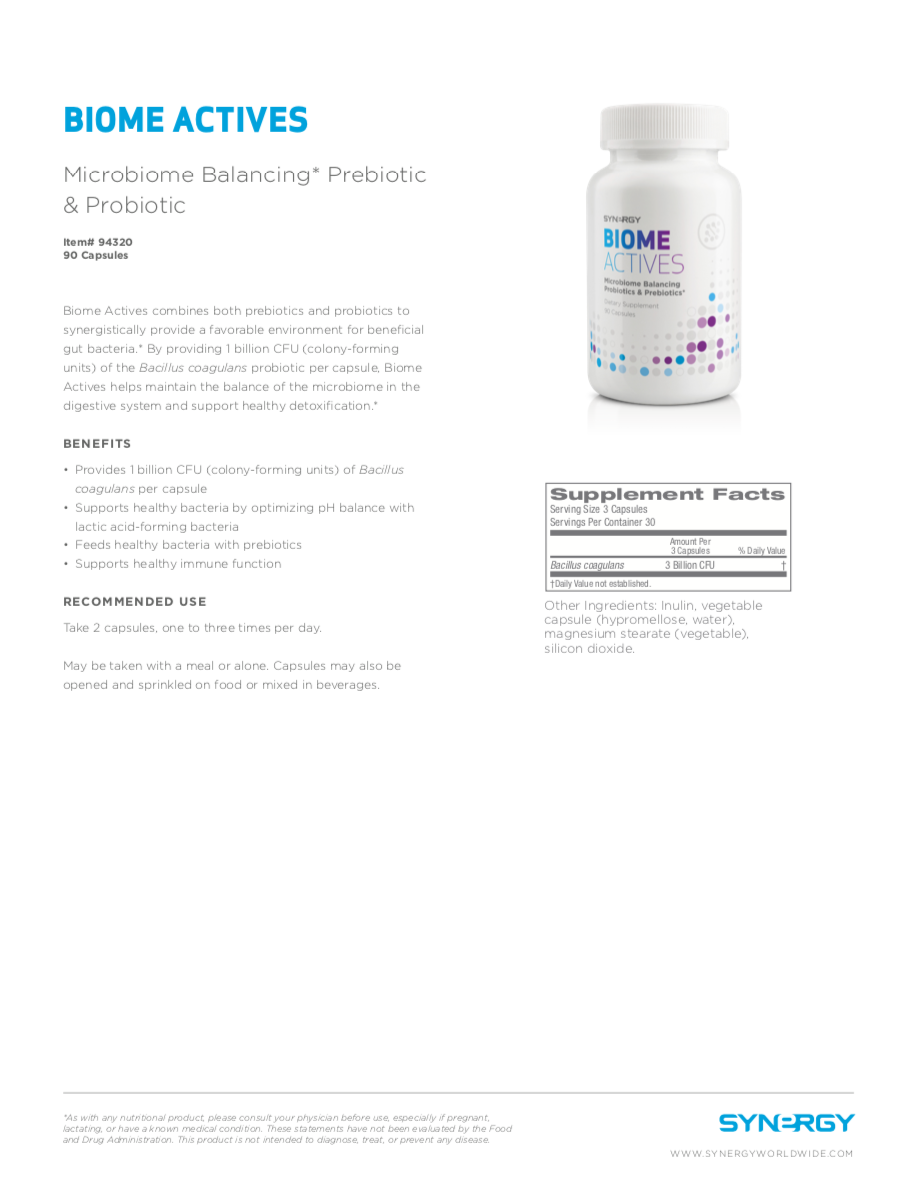 BIOME ACTIVES
Microbiome Balancing* Prebiotic
& Probiotic
Item# 94320
90 Capsules
Biome Actives combines both prebiotics and probiotics to
synergistically provide a favorable environment for beneficial
gut bacteria.* By providing 1 billion CFU (colony-forming
units) of the Bacillus coagulans probiotic per capsule, Biome
Actives helps maintain the balance of the microbiome in the
digestive system and support healthy detoxification.*
BENEFITS
• Provides 1 billion CFU (colony-forming units) of Bacillus
coagulans per capsule
• Supports healthy bacteria by optimizing pH balance with
lactic acid-forming bacteria
• Feeds healthy bacteria with prebiotics
• Supports healthy immune function
RECOMMENDED USE
Take 2 capsules, one to three times per day.
May be taken with a meal or alone. Capsules may also be
opened and sprinkled on food or mixed in beverages.
SYNERGY
BIOME
ACTIVES
Microbiome Balancing
Prebiotics & Probiotics*
Dietary Supplement
90 Capsules
Supplement Facts
Serving Size 3 Capsules
Servings Per Container 30
Amount Per
3 Capsules % Daily Value
Bacillus coagulans 3 Billion CFU †
†Daily Value not established.
Other Ingredients: Inulin, vegetable
capsule (hypromellose, water),
magnesium stearate (vegetable),
silicon dioxide.
*As with any nutritional product, please consult your physician before use, especially if pregnant,
lactating, or have a known medical condition. These statements have not been evaluated by the Food
and Drug Administration. This product is not intended to diagnose, treat, or prevent any disease.
SYNERGY
WWW.SYNERGYWORLDWIDE.COM